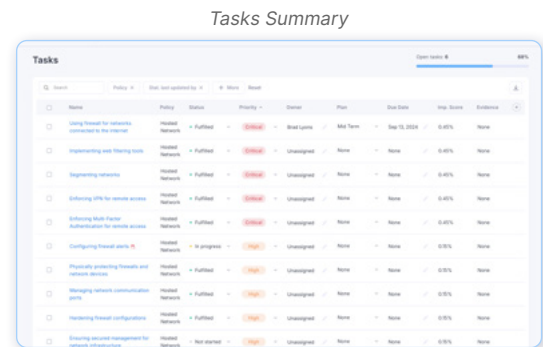 Tasks Summary
Tasks
Open tasks 6 88%
Search Policy × Stat. last updated by × + More Reset
Name Policy Status Priority Owner Plan Due Date Imp. Score Evidence
Using firewall for networks
connected to the internet Hosted
Network Fulfilled Critical Brad Lyons Mid Term Sep 13, 2024 0.45% None
Implementing web filtering tools Hosted
Network Fulfilled Critical Unassigned None None 0.45% None
Segmenting networks Hosted
Network Fulfilled Critical Unassigned None None 0.45% None
Enforcing VPN for remote access Hosted
Network Fulfilled Critical Unassigned None None 0.45% None
Enforcing Multi-Factor
Authentication for remote access Hosted
Network Fulfilled Critical Unassigned None None 0.45% None
Configuring firewall alerts Hosted
Network In progress High Unassigned None None 0.15% None
Physically protecting firewalls and
network devices Hosted
Network Fulfilled High Unassigned None None 0.15% None
Managing network communication
ports Hosted
Network Fulfilled High Unassigned None None 0.15% None
Hardening firewall configurations Hosted
Network Fulfilled High Unassigned None None 0.15% None
Ensuring secured management for
network infrastructure Hosted
Network Not started High Unassigned None None 0.15% None